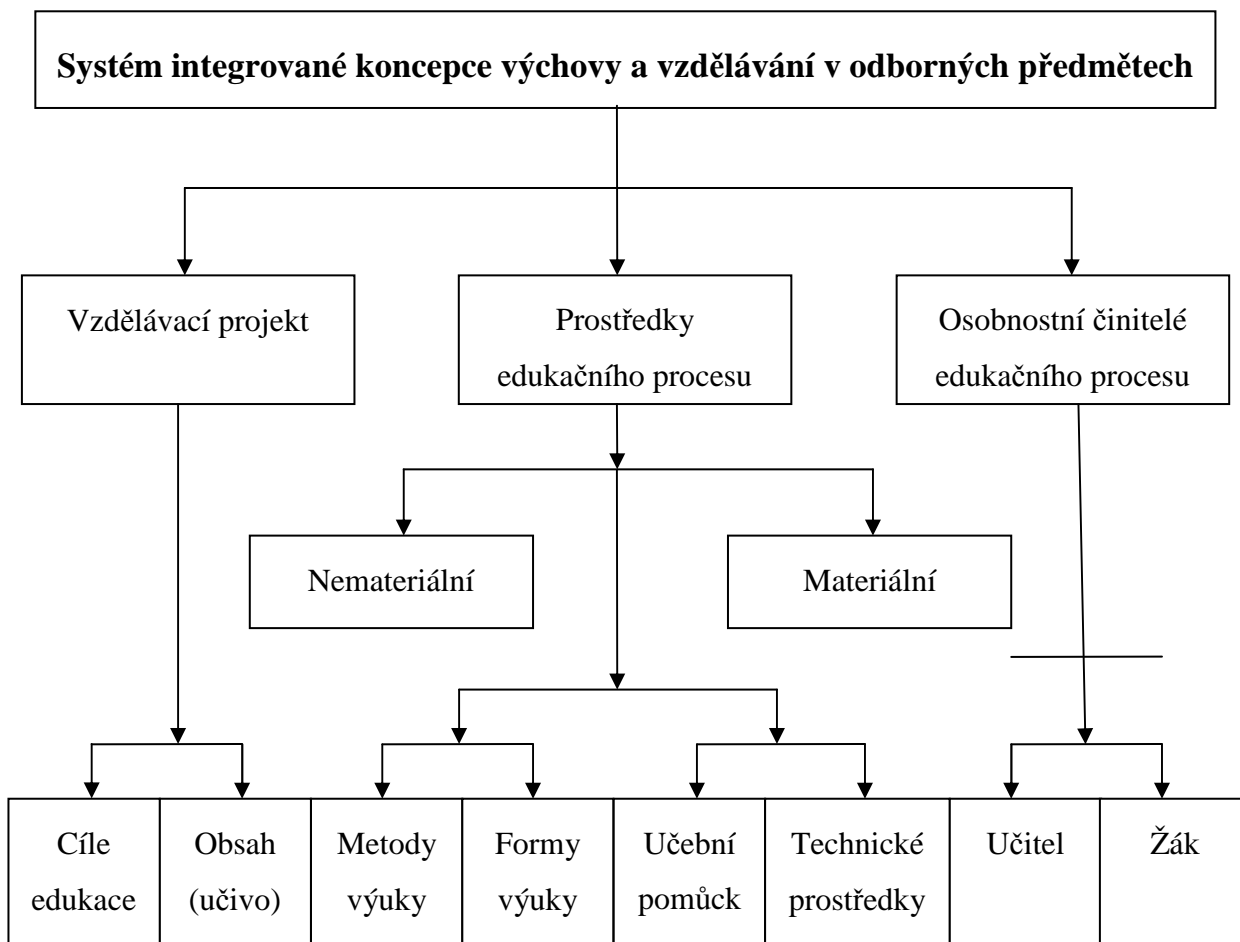 Systém integrované koncepce výchovy a vzdělávání v odborných předmětech
Vzdělávací projekt
Prostředky
edukačního procesu
Osobnostní činitelé
edukačního procesu
Nemateriální
Materiální
Cíle
edukace
Obsah
(učivo)
Metody
výuky
Formy
výuky
Učební
pomůck
Technické
prostředky
Učitel
Žák